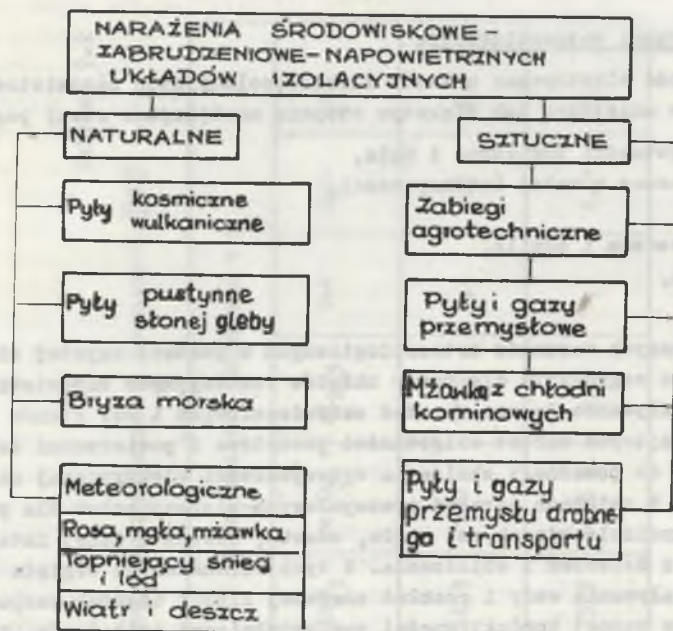 NARAŻENIA ŚRODOWISKOWE-
ZABRUDZENIOWE-NAPOWIETRZNYCH
UKŁADÓW IZOLACYJNYCH
NATURALNE
Pyły kosmiczne
wulkaniczne
Pyły pustynne
słonej gleby
Bryza morska
Meteorologiczne
Rosa, mgła, mżawka
Topniejący śnieg
i lód
Wiatr i deszcz
SZTUCZNE
Zabiegi
agrotechniczne
Pyły i gazy
przemysłowe
Mżawka z chłodni
kominowych
Pyły i gazy
przemysłu drobne-
go i transportu